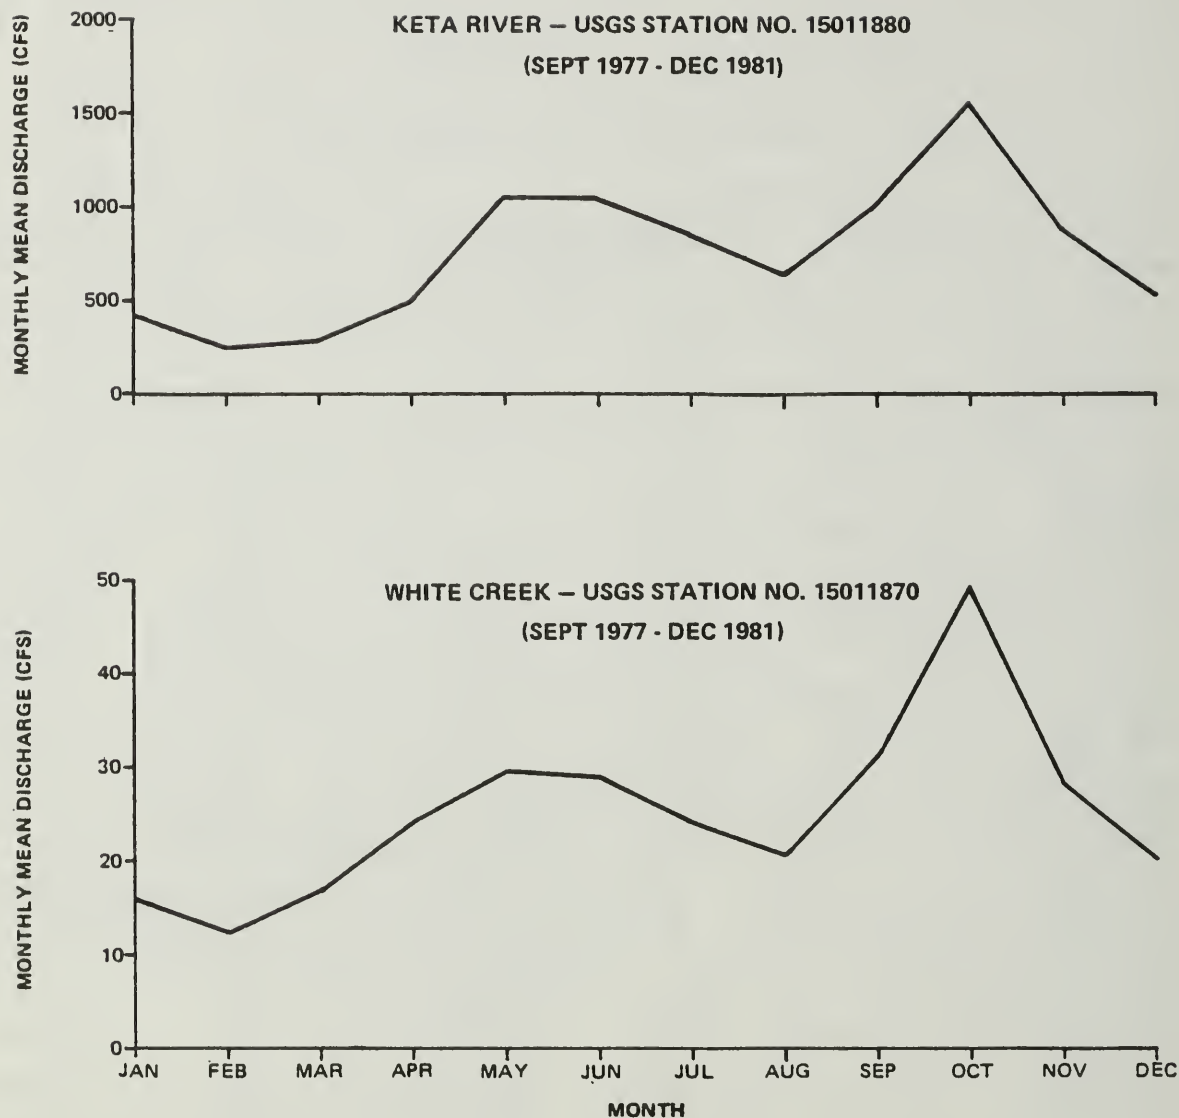 KETA RIVER – USGS STATION NO. 15011880
(SEPT 1977 - DEC 1981)
MONTHLY MEAN DISCHARGE (CFS)
2000
1500
1000
500
0
WHITE CREEK – USGS STATION NO. 15011870
(SEPT 1977 - DEC 1981)
MONTHLY MEAN DISCHARGE (CFS)
50
40
30
20
10
0
JAN FEB MAR APR MAY JUN JUL AUG SEP OCT NOV DEC
MONTH